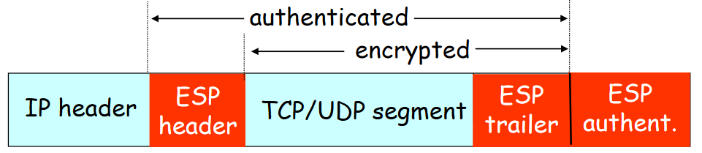 authenticated
encrypted
IP header
ESP
header
TCP/UDP segment
ESP
trailer
ESP
authent.